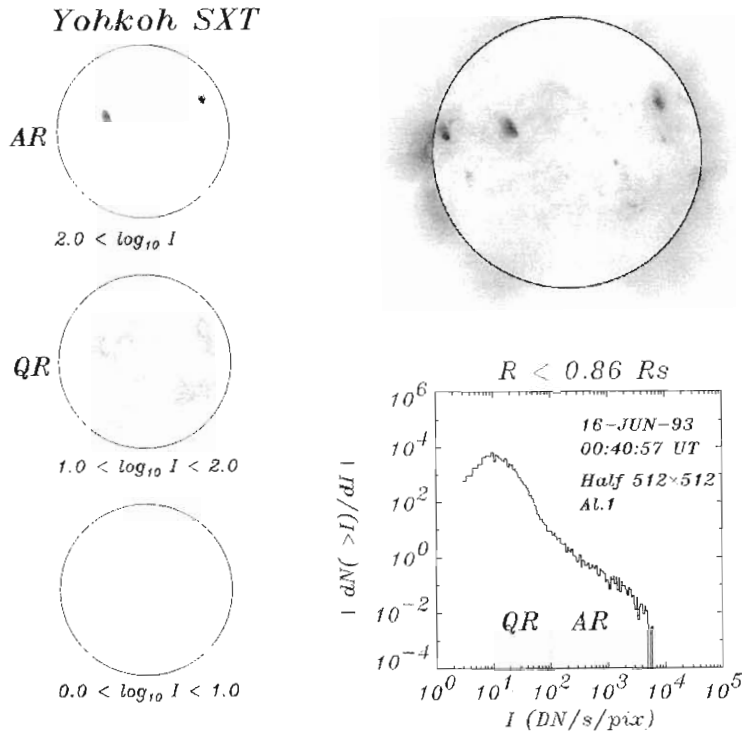 Yohkoh SXT
AR
2.0 < log₁₀ I
QR
1.0 < log₁₀ I < 2.0
0.0 < log₁₀ I < 1.0
R < 0.86 Rs
| dN( >I)/dI |
10⁶
10⁴
10²
10⁰
10⁻²
10⁻⁴
16-JUN-93
00:40:57 UT
Half 512×512
Al.1
QR AR
10⁰ 10¹ 10² 10³ 10⁴ 10⁵
I (DN/s/pix)